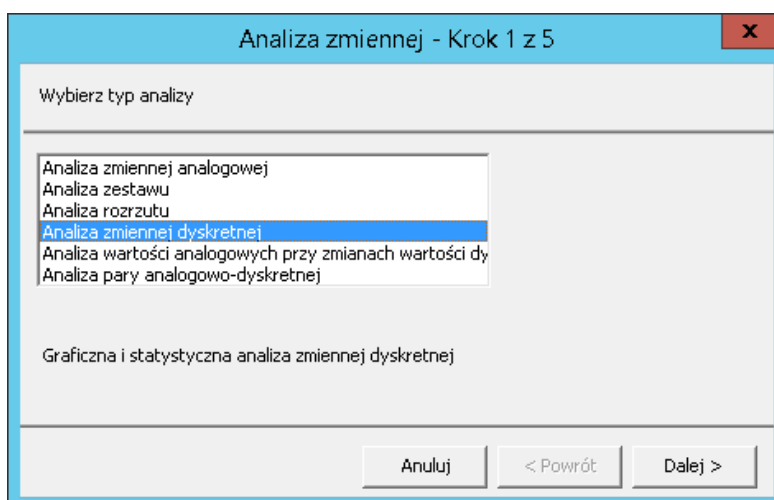 Analiza zmiennej - Krok 1 z 5
x
Wybierz typ analizy
Analiza zmiennej analogowej
Analiza zestawu
Analiza rozrzutu
Analiza zmiennej dyskretnej
Analiza wartości analogowych przy zmianach wartości dy
Analiza pary analogowo-dyskretnej
Graficzna i statystyczna analiza zmiennej dyskretnej
Anuluj
< Powrót
Dalej >